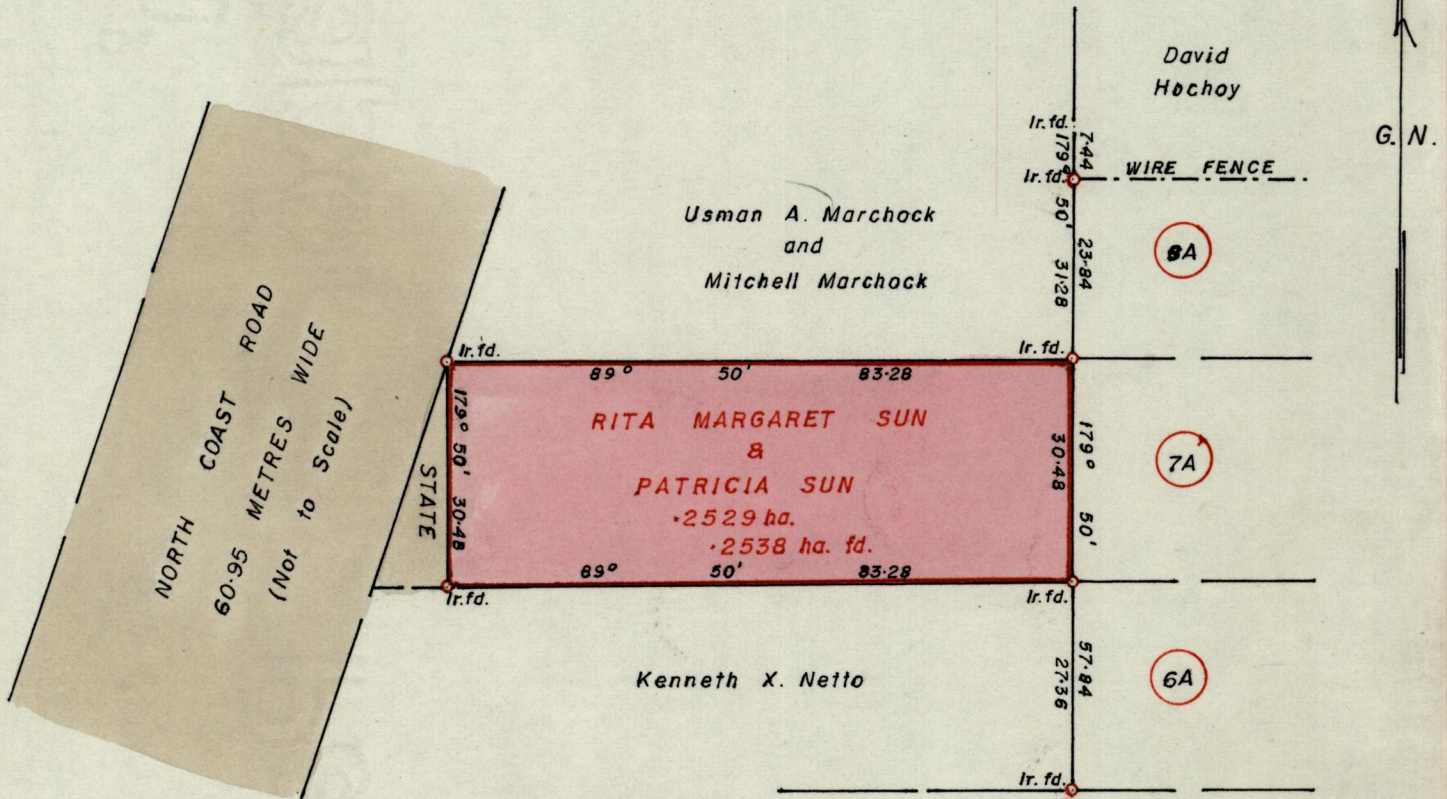 David
Hochoy
G. N.
Ir. fd.
7·44
179°
WIRE FENCE
Ir. fd.
50'
Usman A. Marchock
and
Mitchell Marchock
23·84
31·28
8A
NORTH COAST ROAD
60·95 METRES WIDE
(Not to Scale)
Ir. fd.
Ir. fd.
89° 50' 83·28
179° 50' 30·48
STATE
RITA MARGARET SUN
&
PATRICIA SUN
·2529 ha.
·2538 ha. fd.
30·48
179° 50'
7A
89° 50' 83·28
Ir. fd.
Ir. fd.
Kenneth X. Netto
57·84
27·36
6A
Ir. fd.